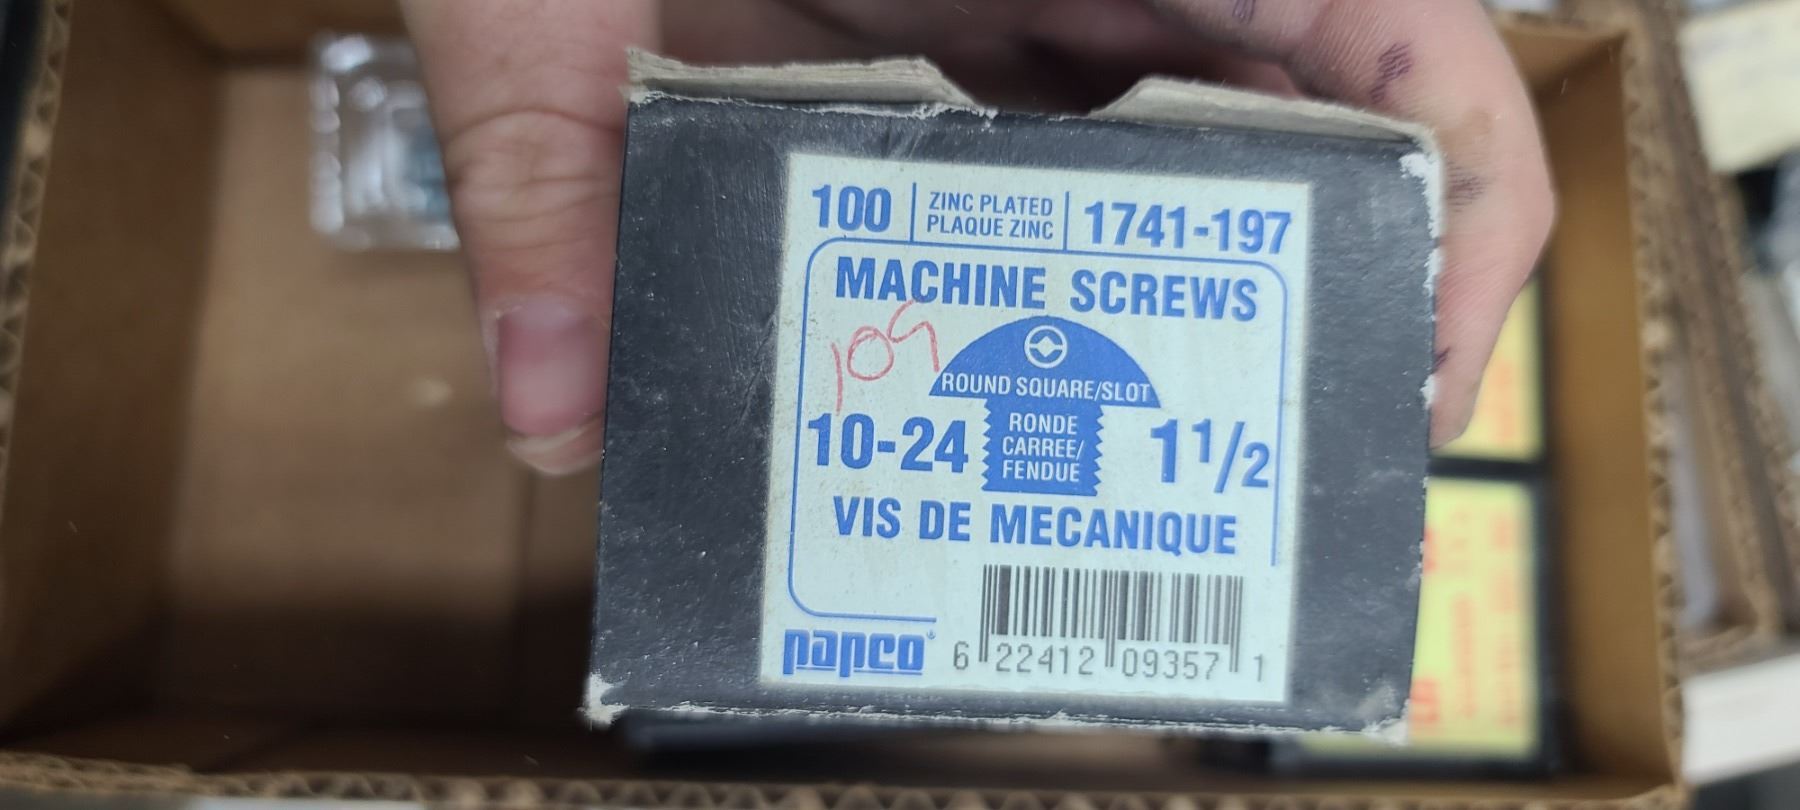 100 ZINC PLATED 1741-197
PLAQUE ZINC
MACHINE SCREWS
109
ROUND SQUARE/SLOT
10-24 RONDE 1 1/2
CARREE/
FENDUE
VIS DE MECANIQUE
papco®
6 22412 09357 1